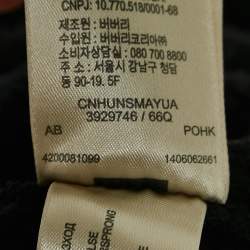 CNPJ: 10.770.518/0001-68
제조원 : 버버리
수입원 : 버버리코리아㈜
소비자상담실 : 080 700 8800
주소 : 서울시 강남구 청담
동 90-19. 5F
CNHUNSMAYUA
3929746 / 66Q
AB POHK
4200081099 1406062661